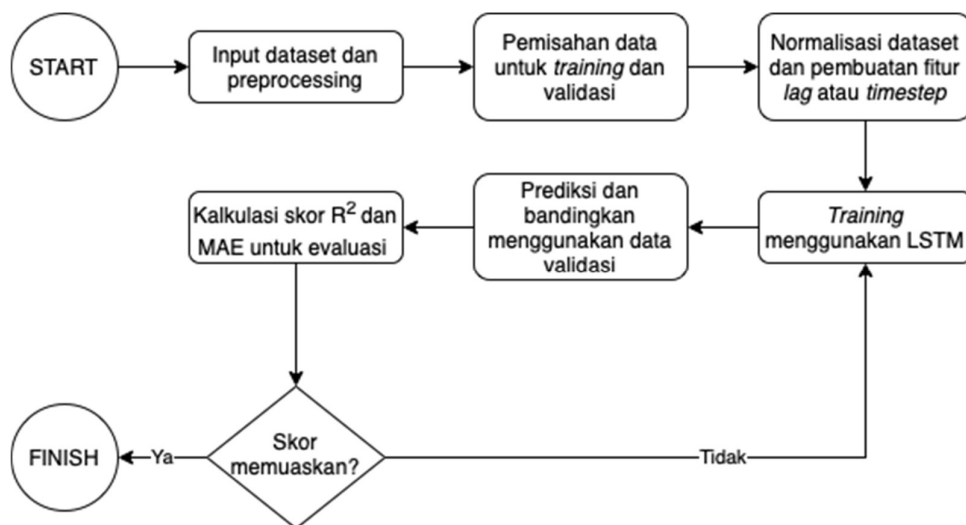 START
Input dataset dan
preprocessing
Pemisahan data
untuk training dan
validasi
Normalisasi dataset
dan pembuatan fitur
lag atau timestep
Training
menggunakan LSTM
Prediksi dan
bandingkan
menggunakan data
validasi
Kalkulasi skor R² dan
MAE untuk evaluasi
Skor
memuaskan?
Ya
FINISH
Tidak